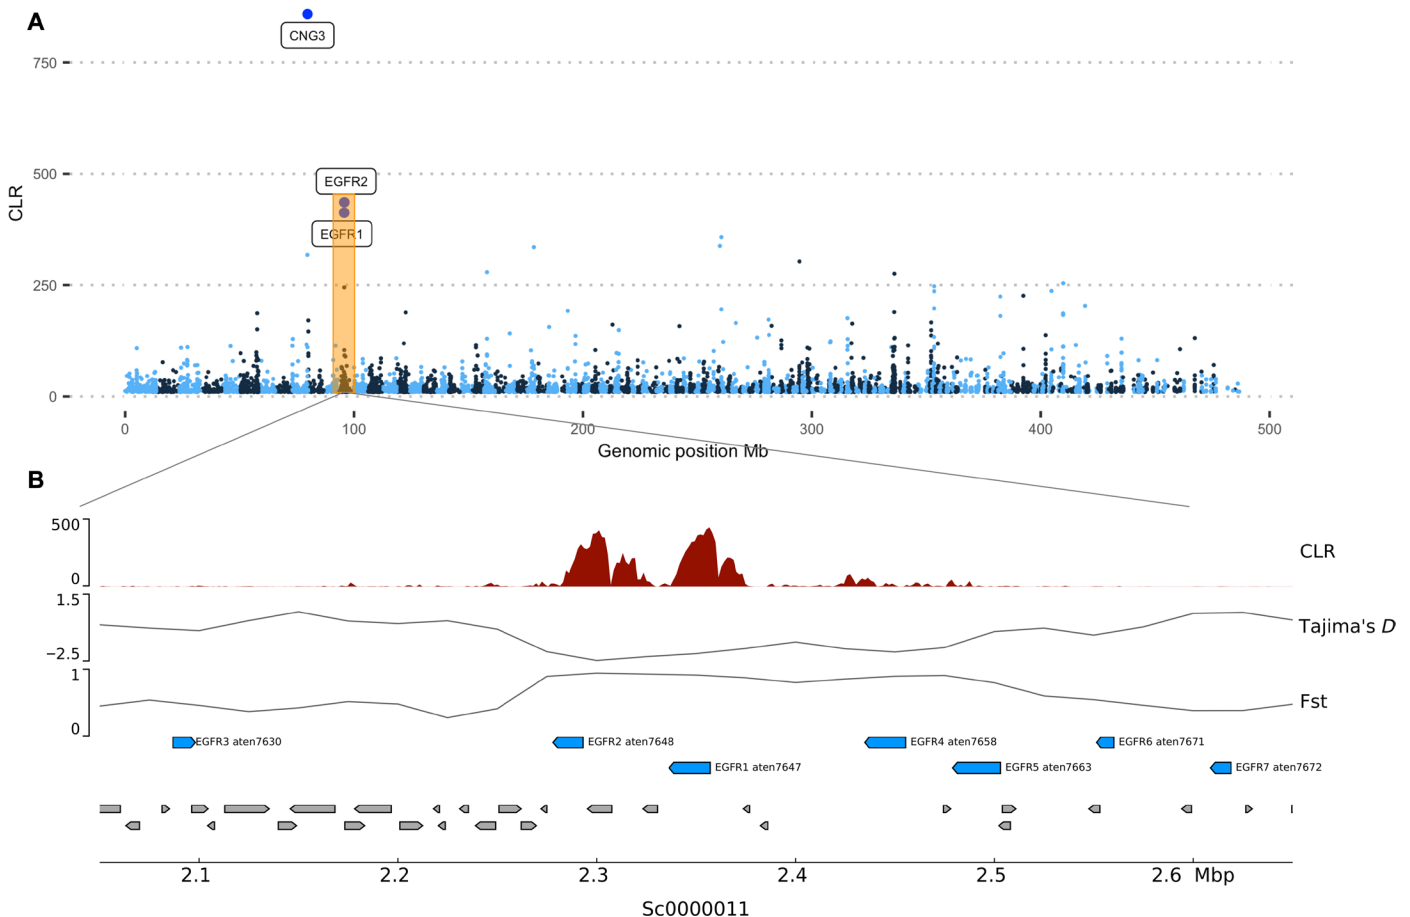 A
CNG3
750
500
EGFR2
CLR
EGFR1
250
0
0
100
200
300
400
500
Genomic position Mb
B
500
0
CLR
1.5
−2.5
Tajima's D
1
0
Fst
EGFR3 aten7630
EGFR2 aten7648
EGFR4 aten7658
EGFR6 aten7671
EGFR1 aten7647
EGFR5 aten7663
EGFR7 aten7672
2.1
2.2
2.3
2.4
2.5
2.6 Mbp
Sc0000011